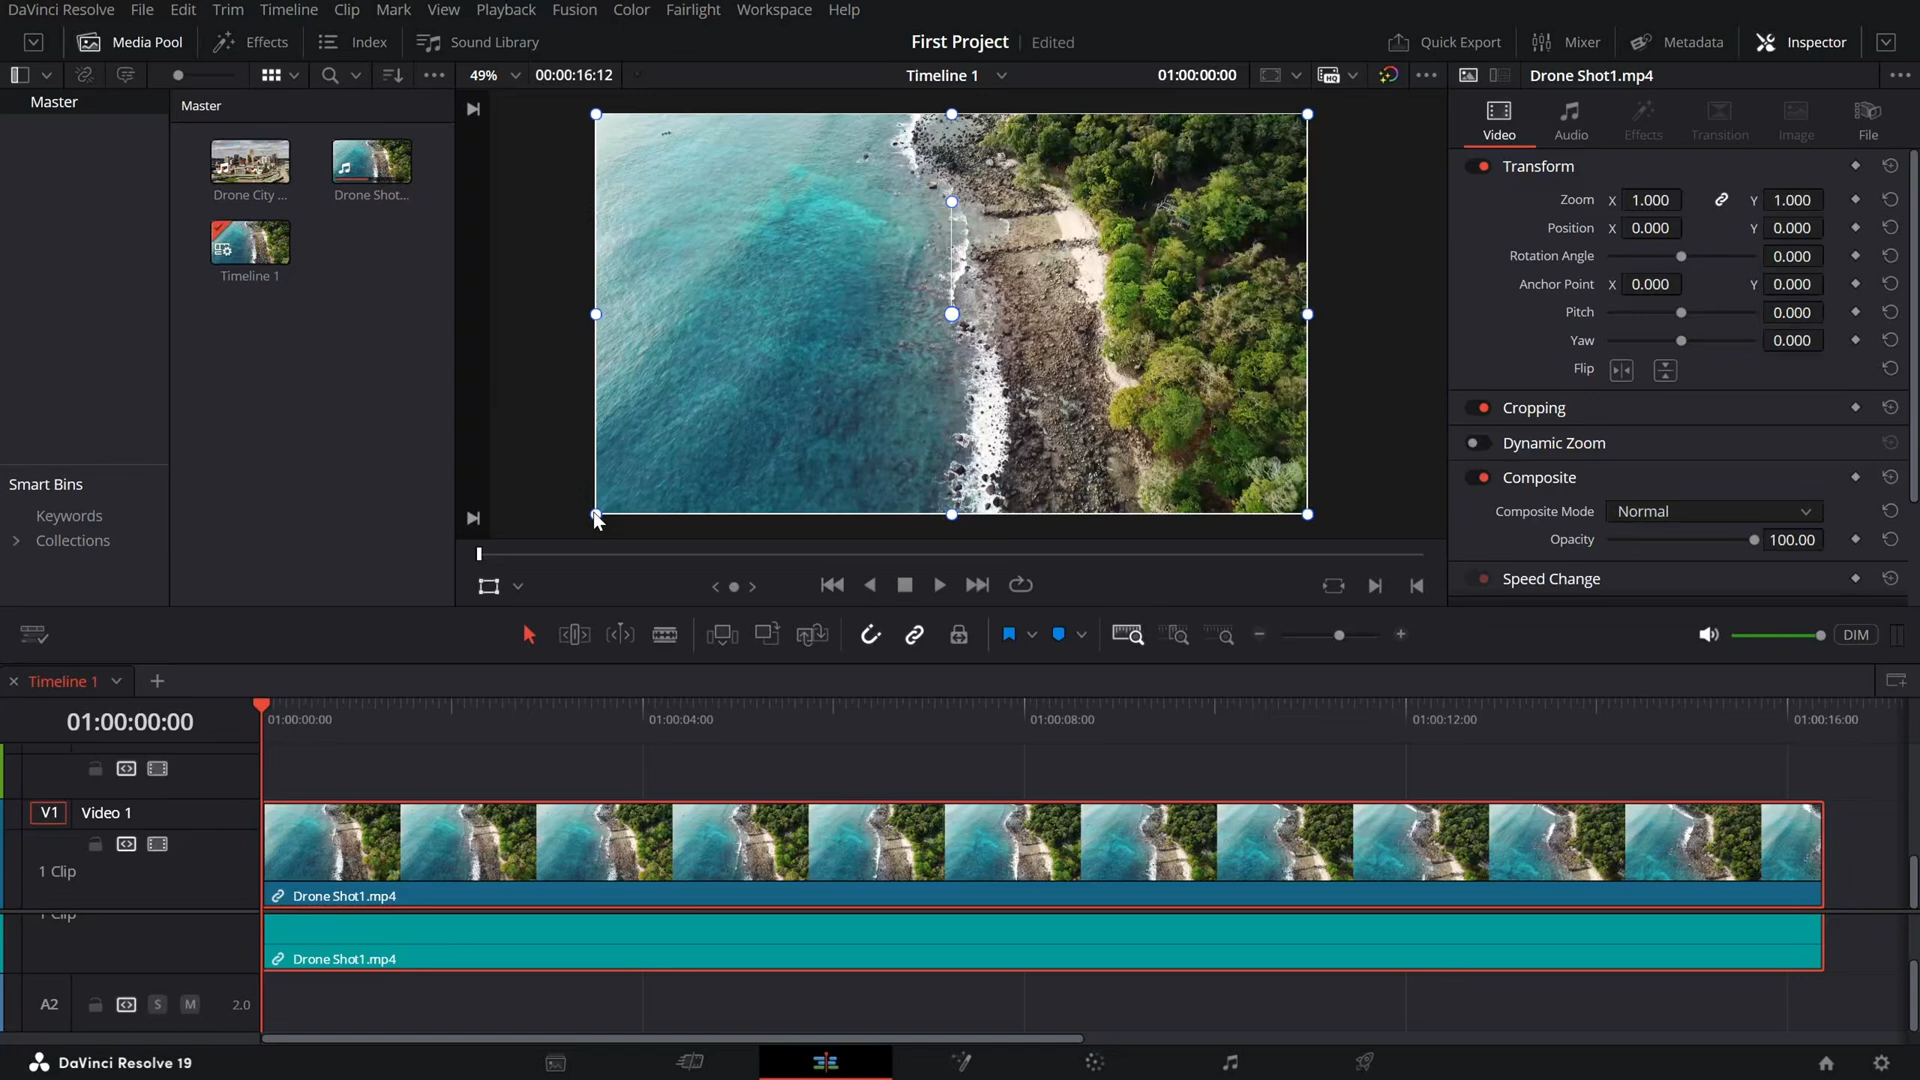 DaVinci Resolve File Edit Trim Timeline Clip Mark View Playback Fusion Color Fairlight Workspace Help
Media Pool Effects Index Sound Library First Project Edited Quick Export Mixer Metadata Inspector
49% 00:00:16:12 Timeline 1 01:00:00:00 Drone Shot1.mp4
Master
Master
Video Audio Effects Transition Image File
Transform
Drone City ... Drone Shot...
Zoom X 1.000 Y 1.000
Position X 0.000 Y 0.000
Rotation Angle 0.000
Timeline 1
Anchor Point X 0.000 Y 0.000
Pitch 0.000
Yaw 0.000
Flip
Cropping
Dynamic Zoom
Composite
Smart Bins
Composite Mode Normal
Keywords
Opacity 100.00
Collections
Speed Change
DIM
Timeline 1
01:00:00:00
01:00:00:00 01:00:04:00 01:00:08:00 01:00:12:00 01:00:16:00
V1 Video 1
1 Clip
Drone Shot1.mp4
1 Clip
Drone Shot1.mp4
A2 S M 2.0
DaVinci Resolve 19